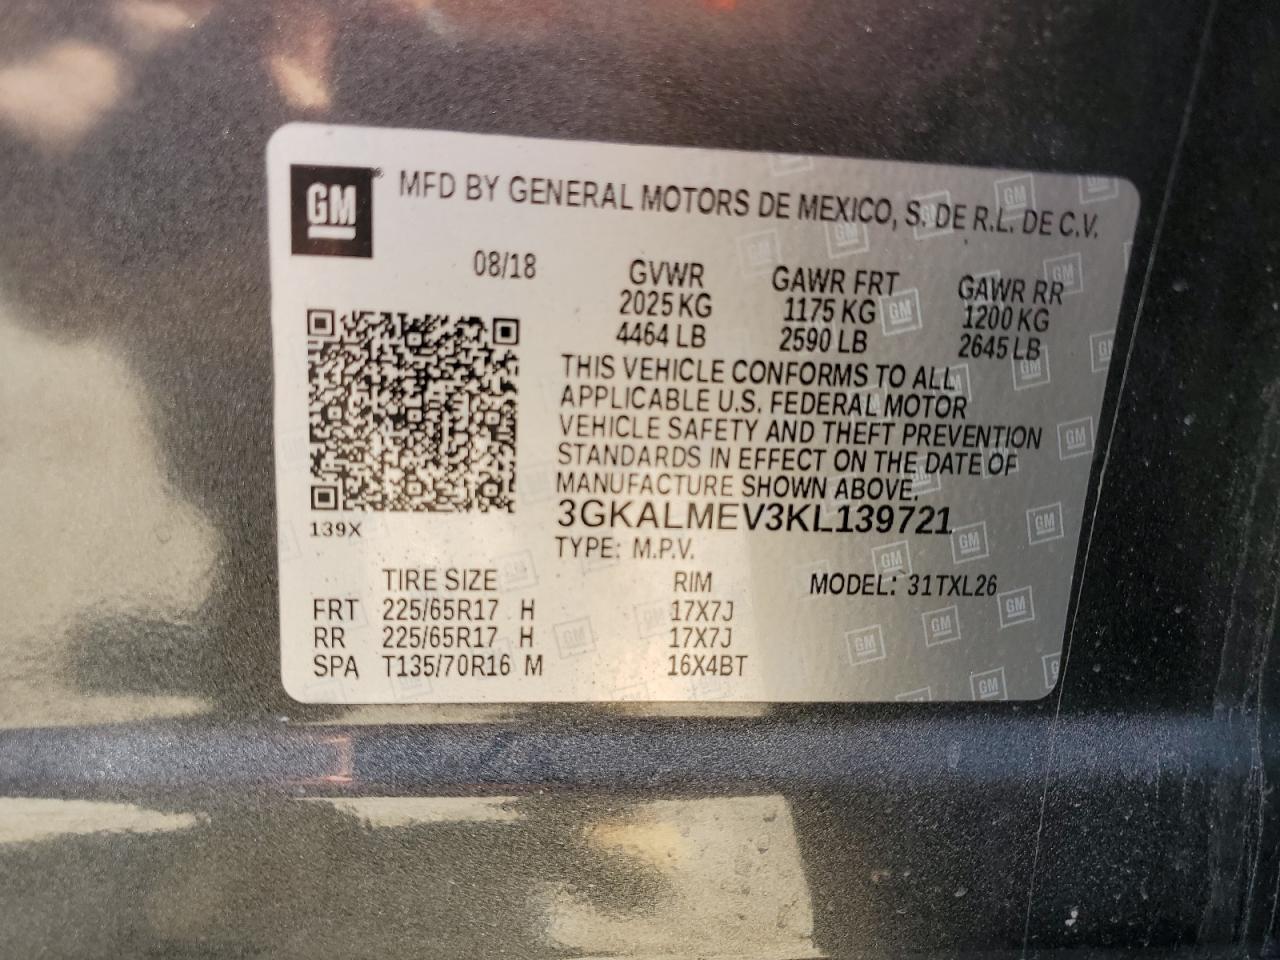 GM® MFD BY GENERAL MOTORS DE MEXICO, S. DE R.L. DE C.V.
08/18 GVWR GAWR FRT GAWR RR
2025 KG 1175 KG 1200 KG
4464 LB 2590 LB 2645 LB
THIS VEHICLE CONFORMS TO ALL
APPLICABLE U.S. FEDERAL MOTOR
VEHICLE SAFETY AND THEFT PREVENTION
STANDARDS IN EFFECT ON THE DATE OF
MANUFACTURE SHOWN ABOVE.
139X 3GKALMEV3KL139721
TYPE: M.P.V.
TIRE SIZE RIM MODEL: 31TXL26
FRT 225/65R17 H 17X7J
RR 225/65R17 H 17X7J
SPA T135/70R16 M 16X4BT